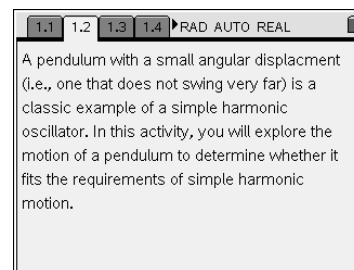 1.1 1.2 1.3 1.4 RAD AUTO REAL
A pendulum with a small angular displacment
(i.e., one that does not swing very far) is a
classic example of a simple harmonic
oscillator. In this activity, you will explore the
motion of a pendulum to determine whether it
fits the requirements of simple harmonic
motion.